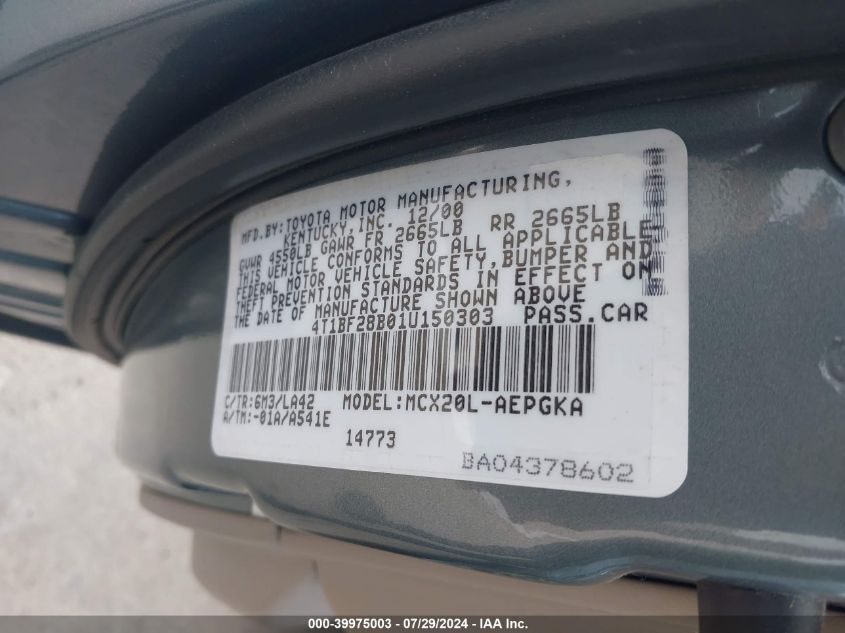 MFD.BY:TOYOTA MOTOR MANUFACTURING,
KENTUCKY,INC. 12/00
GVWR 4550LB GAWR FR 2665LB RR 2665LB
THIS VEHICLE CONFORMS TO ALL APPLICABLE
FEDERAL MOTOR VEHICLE SAFETY,BUMPER,AND
THEFT PREVENTION STANDARDS IN EFFECT ON
THE DATE OF MANUFACTURE SHOWN ABOVE
4T1BF28B01U150303 PASS.CAR
C/TR:6M3/LA42 MODEL:MCX20L-AEPGKA
A/TM:-01A/A541E
14773
BA04378602
000-39975003 - 07/29/2024 - IAA Inc.